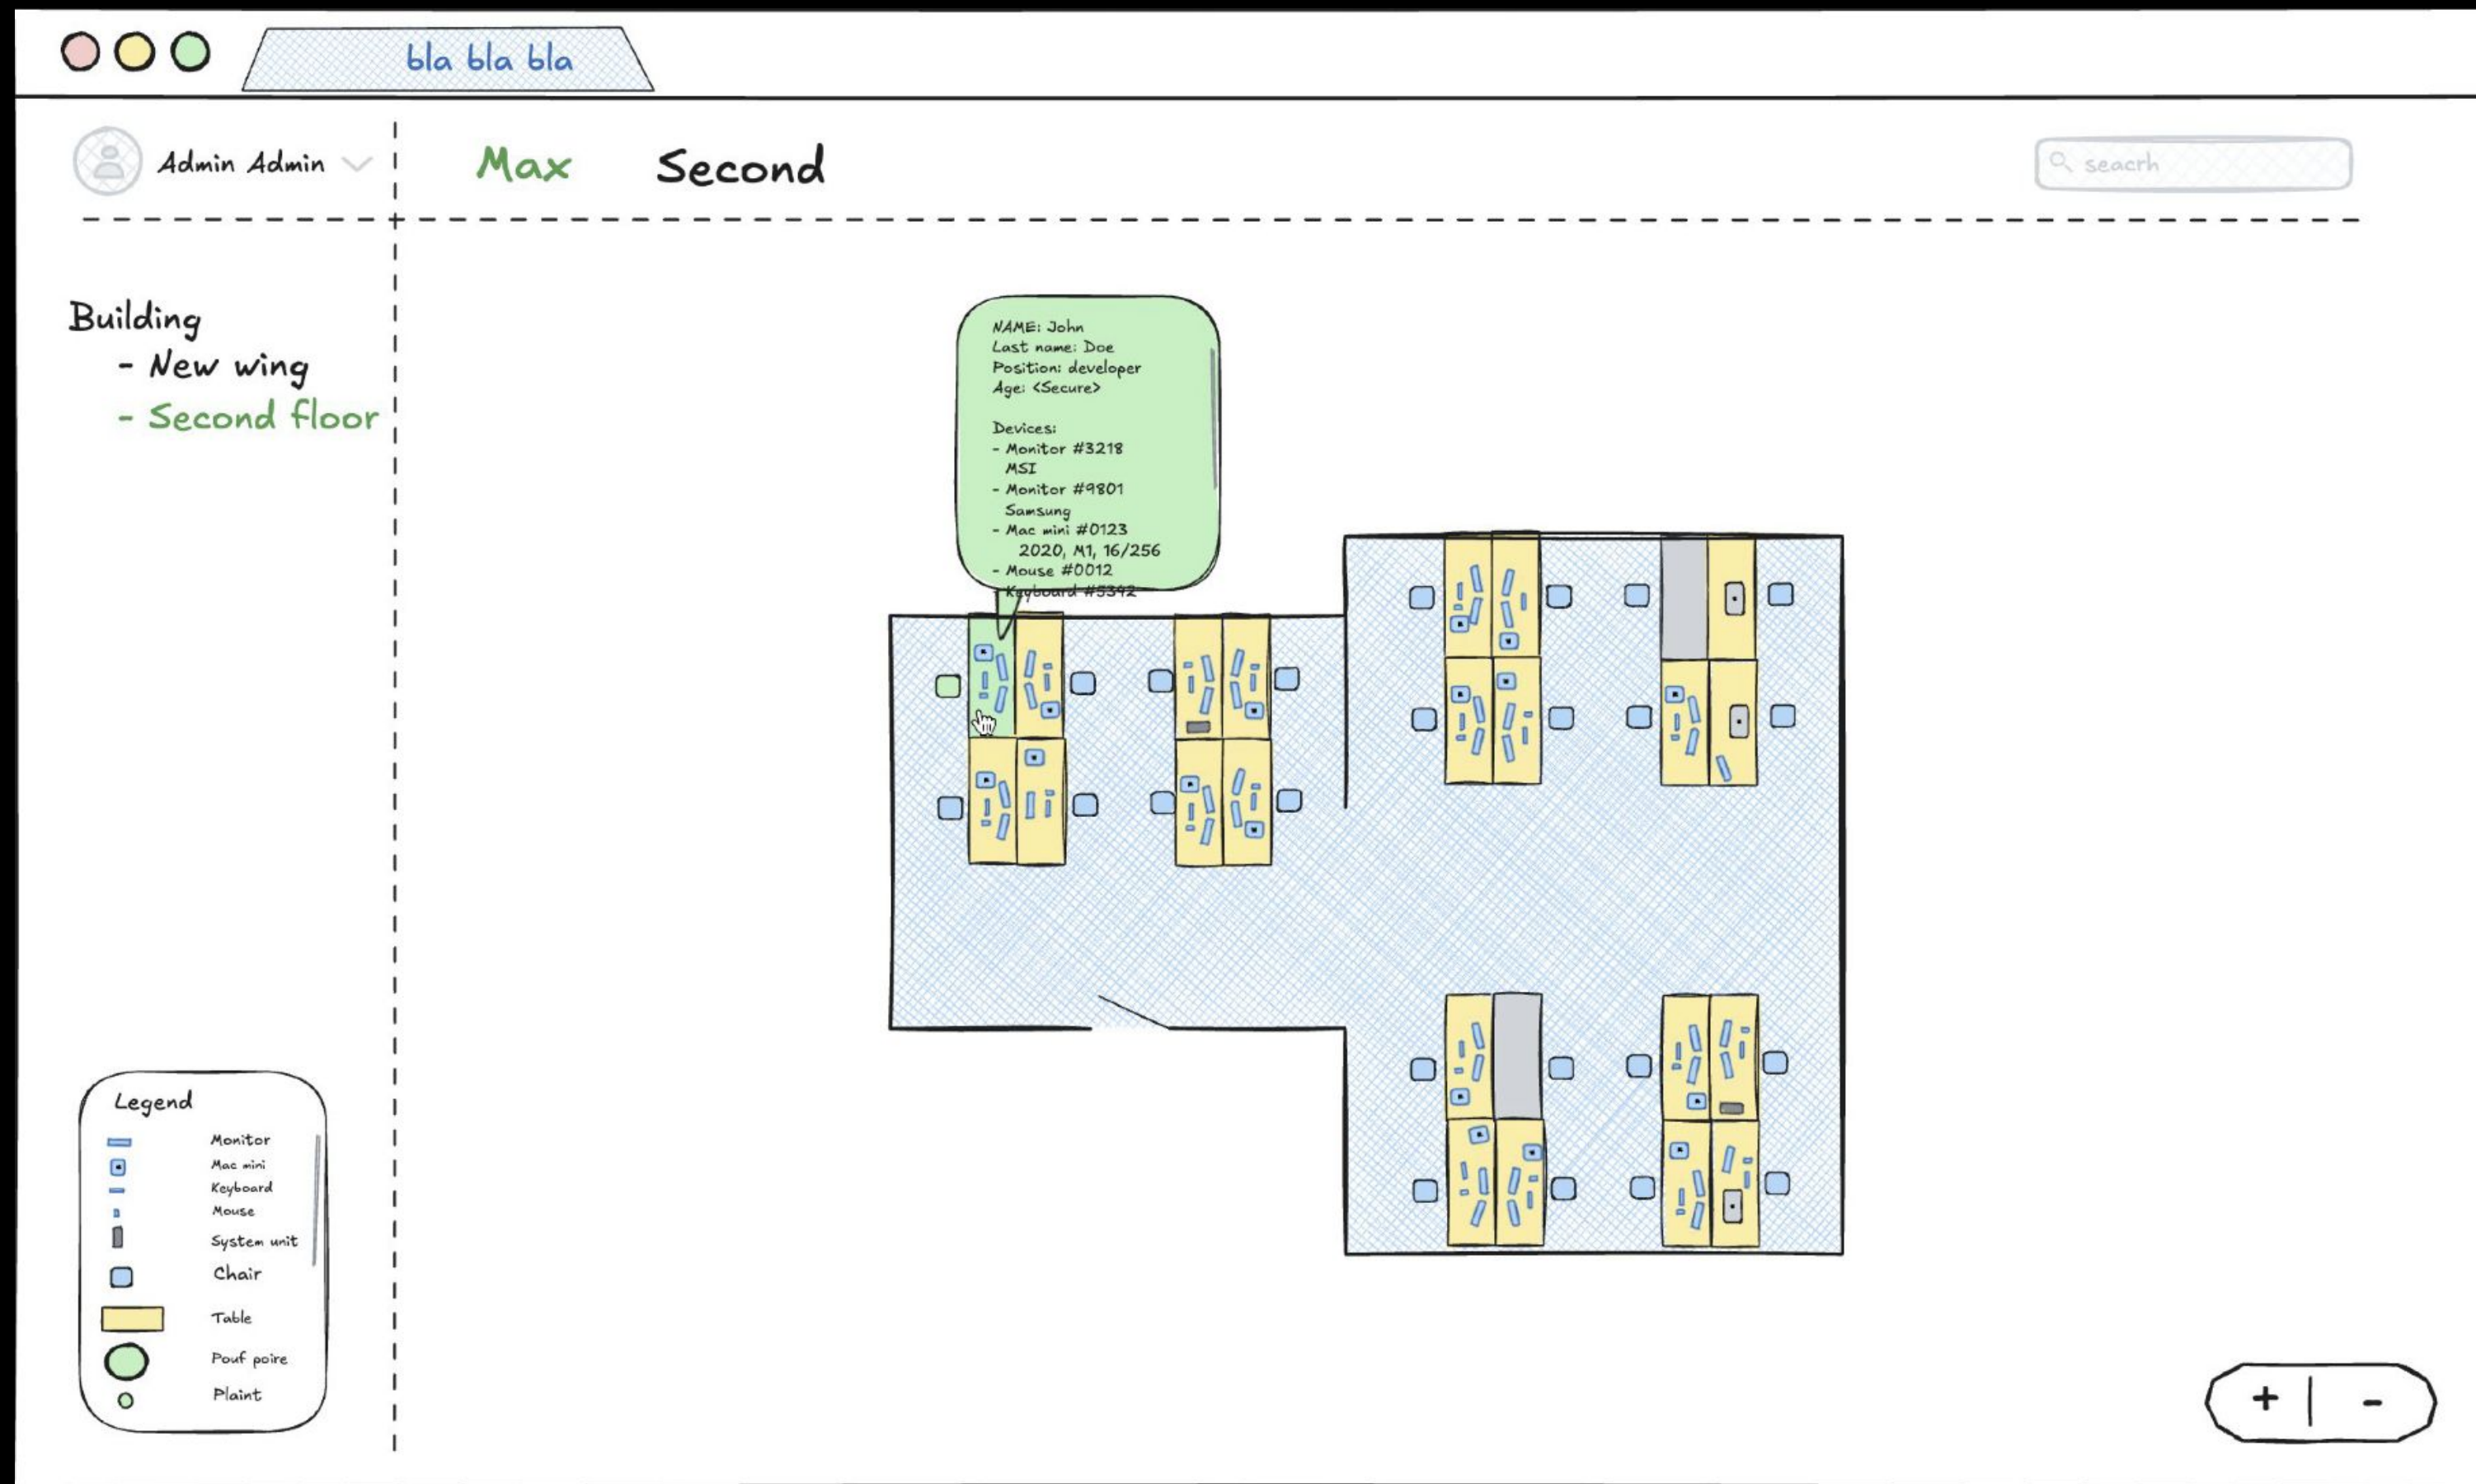 bla bla bla
Admin Admin
Max
Second
seacrh
Building
- New wing
- Second floor
NAME: John
Last name: Doe
Position: developer
Age: <Secure>
Devices:
- Monitor #3218
MSI
- Monitor #9801
Samsung
- Mac mini #0123
2020, M1, 16/256
- Mouse #0012
- Keyboard #5342
Legend
Monitor
Mac mini
Keyboard
Mouse
System unit
Chair
Table
Pouf poire
Plaint
+ | -